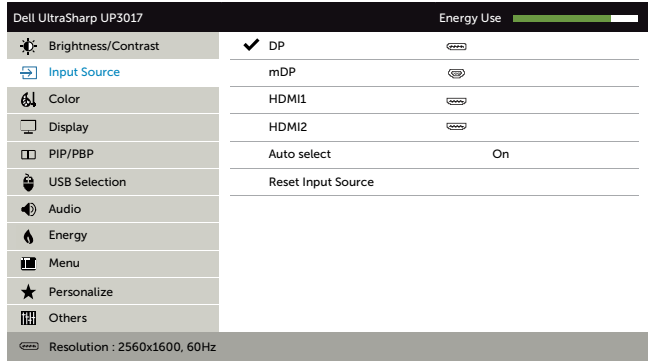 Dell UltraSharp UP3017 Energy Use
Brightness/Contrast DP
Input Source mDP
Color HDMI1
Display HDMI2
PIP/PBP Auto select On
USB Selection Reset Input Source
Audio
Energy
Menu
Personalize
Others
Resolution : 2560x1600, 60Hz